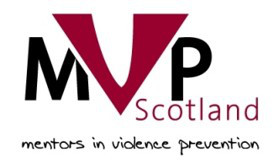 MVP
Scotland
mentors in violence prevention